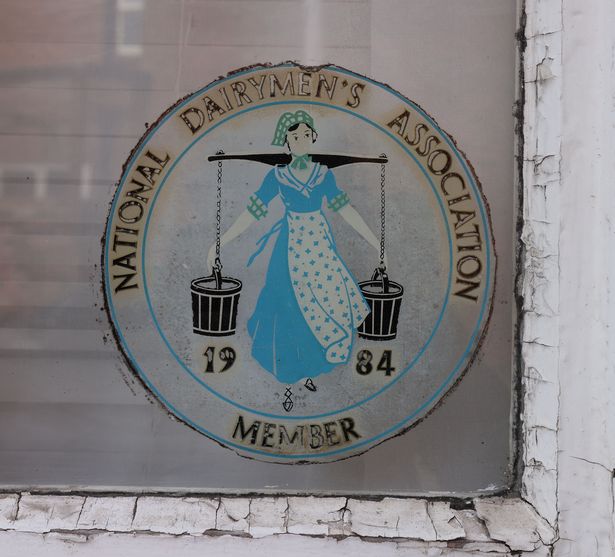 NATIONAL DAIRYMEN'S ASSOCIATION
19 84
MEMBER